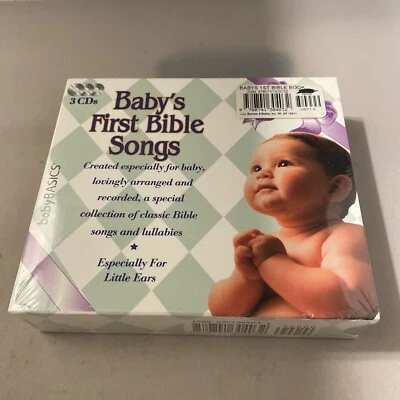 3 CDs
Baby's
First Bible
Songs
Created especially for baby,
lovingly arranged and
recorded, a special
collection of classic Bible
songs and lullabies
Especially For
Little Ears
babyBASICS
BABYS 1ST BIBLE BOOK